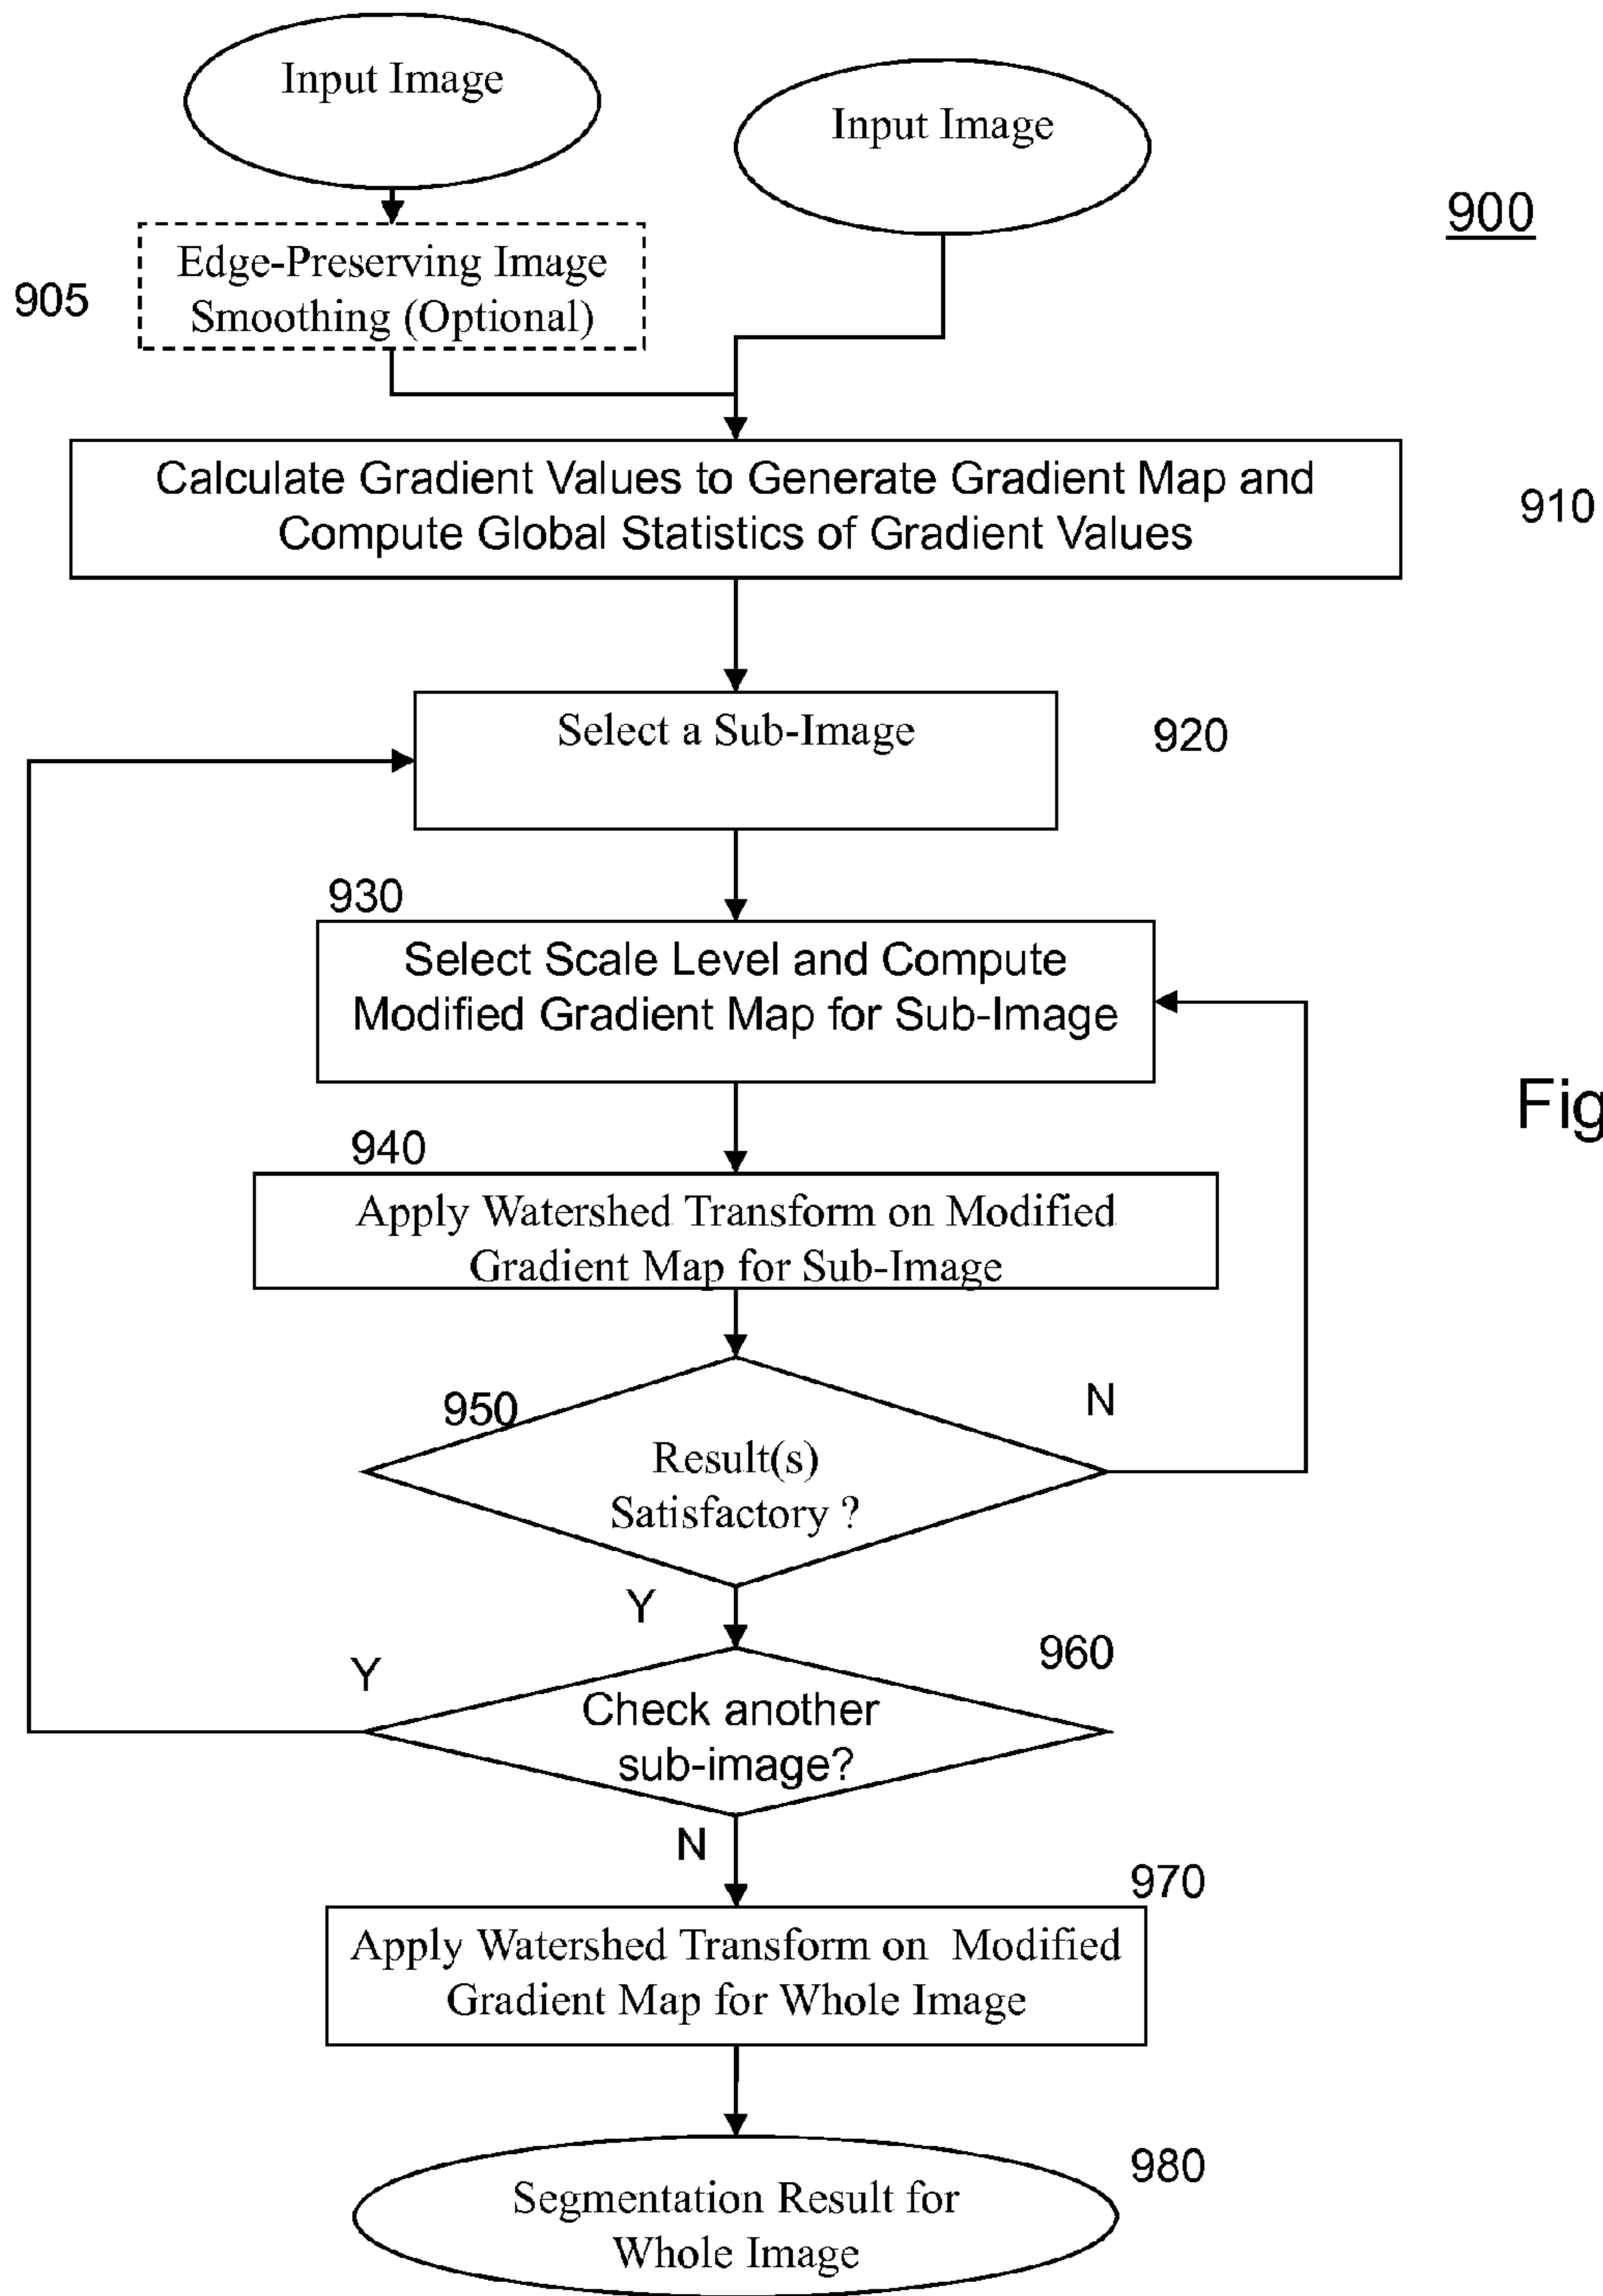 Input Image
Input Image
900
905
Edge-Preserving Image
Smoothing (Optional)
Calculate Gradient Values to Generate Gradient Map and
Compute Global Statistics of Gradient Values
910
Select a Sub-Image
920
930
Select Scale Level and Compute
Modified Gradient Map for Sub-Image
Fig
940
Apply Watershed Transform on Modified
Gradient Map for Sub-Image
950
N
Result(s)
Satisfactory ?
Y
960
Y
Check another
sub-image?
N
970
Apply Watershed Transform on Modified
Gradient Map for Whole Image
980
Segmentation Result for
Whole Image